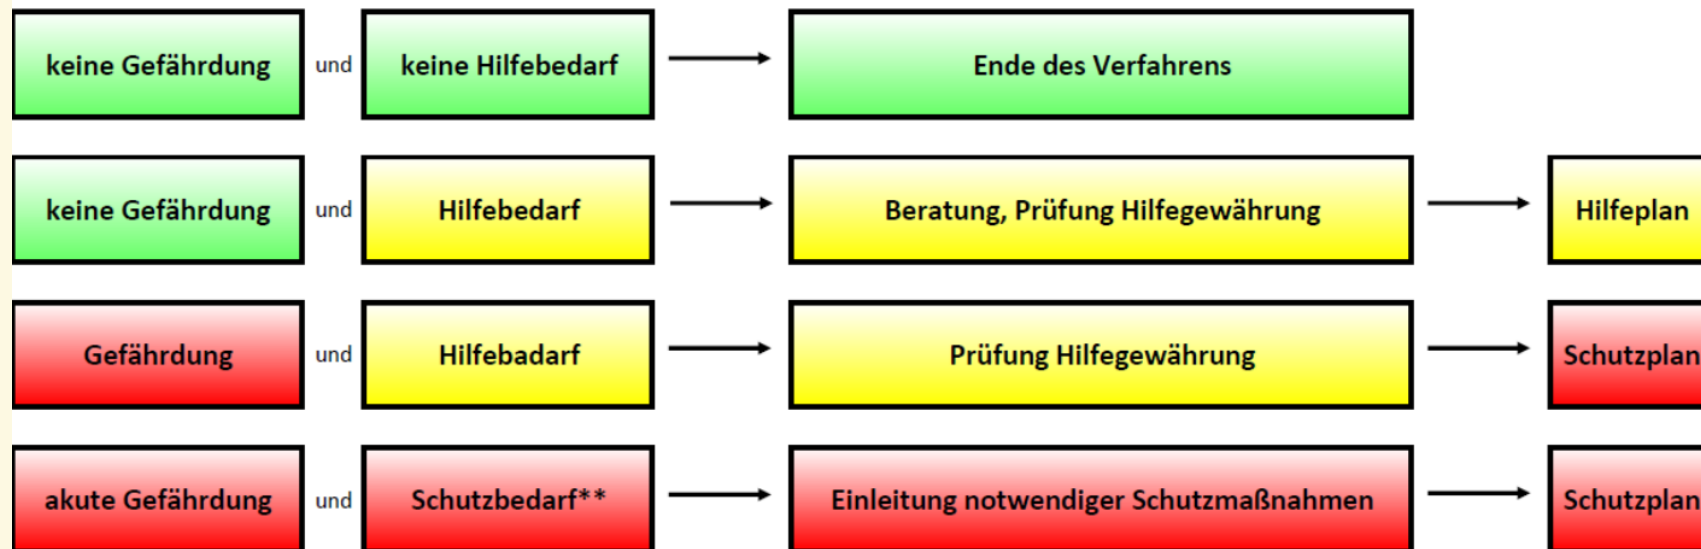 keine Gefährdung und keine Hilfebedarf Ende des Verfahrens
keine Gefährdung und Hilfebedarf Beratung, Prüfung Hilfegewährung Hilfeplan
Gefährdung und Hilfebadarf Prüfung Hilfegewährung Schutzplan
akute Gefährdung und Schutzbedarf** Einleitung notwendiger Schutzmaßnahmen Schutzplan